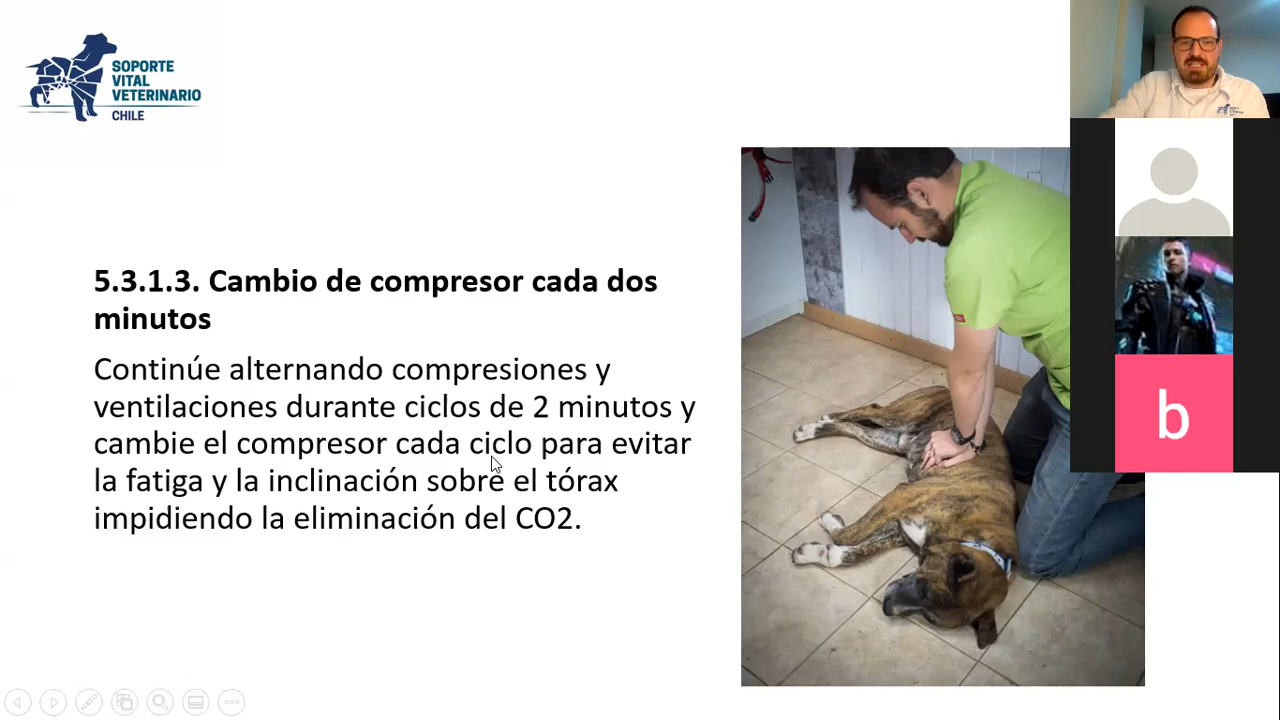 SOPORTE
VITAL
VETERINARIO
CHILE
5.3.1.3. Cambio de compresor cada dos
minutos
Continúe alternando compresiones y
ventilaciones durante ciclos de 2 minutos y
cambie el compresor cada ciclo para evitar
la fatiga y la inclinación sobre el tórax
impidiendo la eliminación del CO2.
b